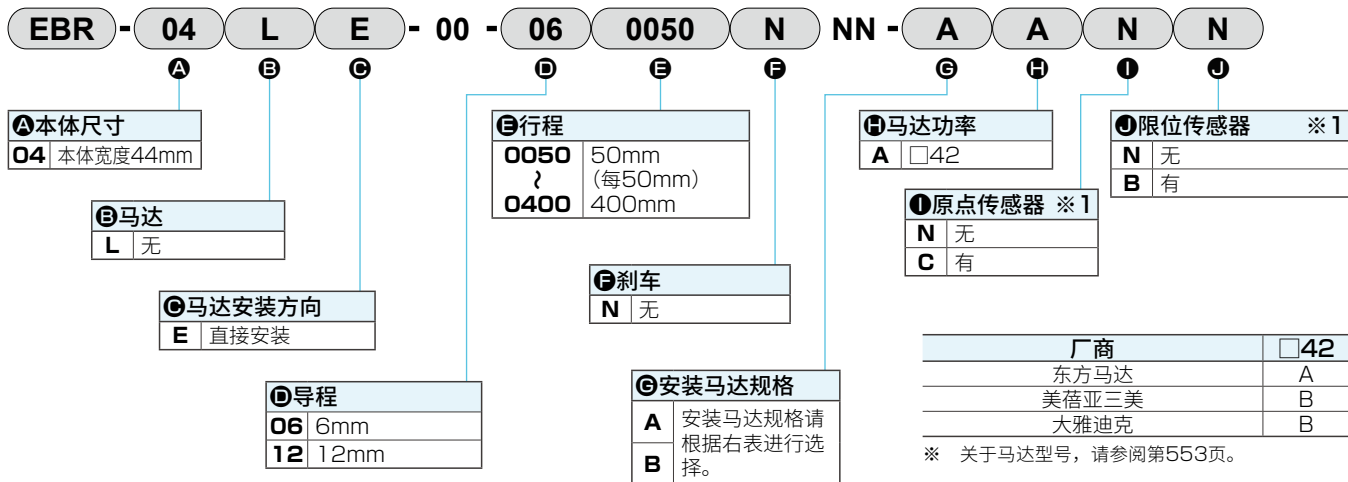 EBR - 04 L E - 00 - 06 0050 N NN - A A N N
A B C D E F G H I J
A本体尺寸
04 本体宽度44mm
B马达
L 无
C马达安装方向
E 直接安装
D导程
06 6mm
12 12mm
E行程
0050 50mm
~ (每50mm)
0400 400mm
F刹车
N 无
G安装马达规格
A 安装马达规格请
根据右表进行选
B 择。
H马达功率
A □42
I原点传感器 ※1
N 无
C 有
J限位传感器 ※1
N 无
B 有
厂商 □42
东方马达 A
美蓓亚三美 B
大雅迪克 B
※ 关于马达型号，请参阅第553页。